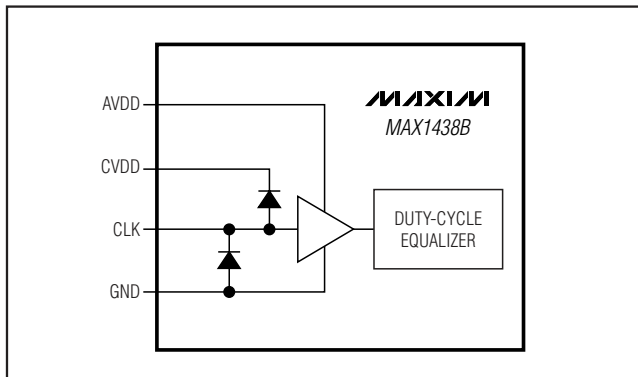 AVDD
MAXIM
MAX1438B
CVDD
CLK
DUTY-CYCLE
EQUALIZER
GND